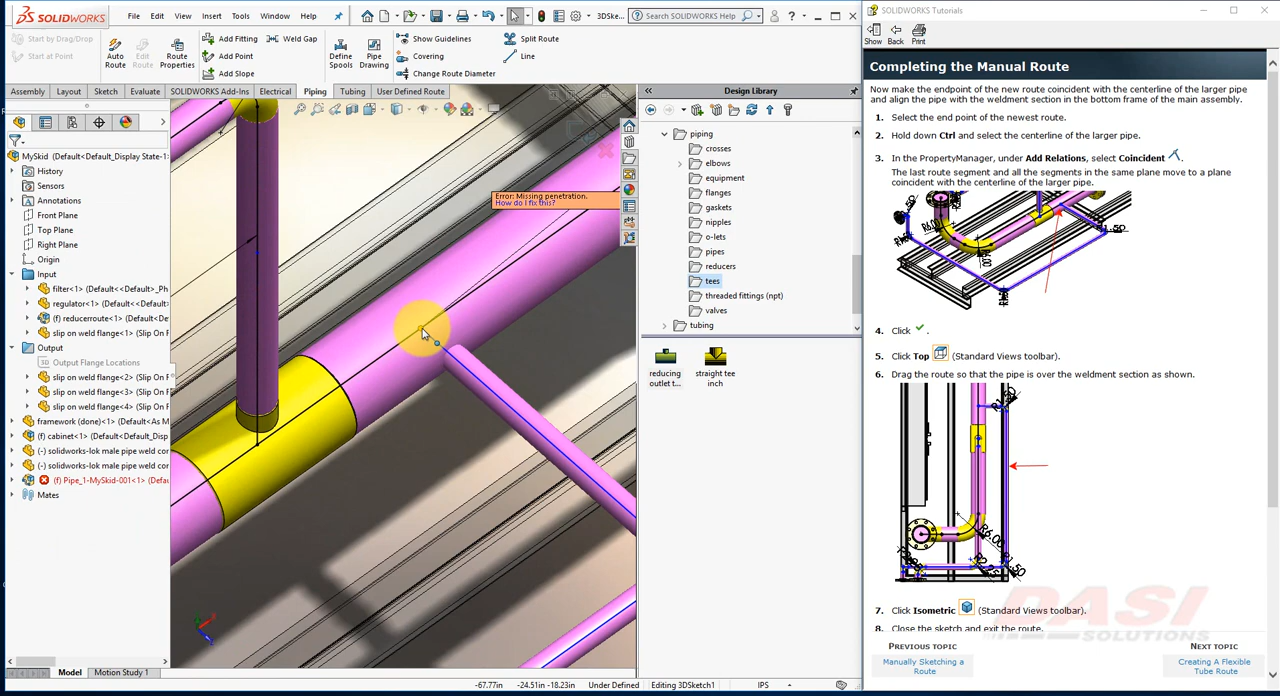 SOLIDWORKS
File
Edit
View
Insert
Tools
Window
Help
3DSke...
Search SOLIDWORKS Help
SOLIDWORKS Tutorials
Start by Drag/Drop
Start at Point
Auto Route
Edit Route
Route Properties
Add Fitting
Add Point
Add Slope
Weld Gap
Define Spools
Pipe Drawing
Show Guidelines
Covering
Change Route Diameter
Split Route
Line
Show
Back
Print
Assembly
Layout
Sketch
Evaluate
SOLIDWORKS Add-Ins
Electrical
Piping
Tubing
User Defined Route
Design Library
MySkid (Default<Default_Display State-1
History
Sensors
Annotations
Front Plane
Top Plane
Right Plane
Origin
Input
filter<1> (Default<<Default>_Ph
regulator<1> (Default<<Default
(f) reducerroute<1> (Default<De
slip on weld flange<1> (Slip On F
Output
Output Flange Locations
slip on weld flange<2> (Slip On F
slip on weld flange<3> (Slip On F
slip on weld flange<4> (Slip On F
framework (done)<1> (Default<As M
(f) cabinet<1> (Default<Default_Disp
(-) solidworks-lok male pipe weld con
(-) solidworks-lok male pipe weld con
(f) Pipe_1-MySkid-001<1> (Defau
Mates
Error: Missing penetration.
How do I fix this?
piping
crosses
elbows
equipment
flanges
gaskets
nipples
o-lets
pipes
reducers
tees
threaded fittings (npt)
valves
tubing
reducing outlet t...
straight tee inch
Completing the Manual Route
Now make the endpoint of the new route coincident with the centerline of the larger pipe
and align the pipe with the weldment section in the bottom frame of the main assembly.
1. Select the end point of the newest route.
2. Hold down Ctrl and select the centerline of the larger pipe.
3. In the PropertyManager, under Add Relations, select Coincident .
The last route segment and all the segments in the same plane move to a plane
coincident with the centerline of the larger pipe.
4. Click .
5. Click Top (Standard Views toolbar).
6. Drag the route so that the pipe is over the weldment section as shown.
R6.00
7. Click Isometric (Standard Views toolbar).
8. Close the sketch and exit the route.
PASI
SOLUTIONS
PREVIOUS TOPIC
Manually Sketching a
Route
NEXT TOPIC
Creating A Flexible
Tube Route
Model
Motion Study 1
-67.77in
-24.51in
-18.23in
Under Defined
Editing 3DSketch1
IPS